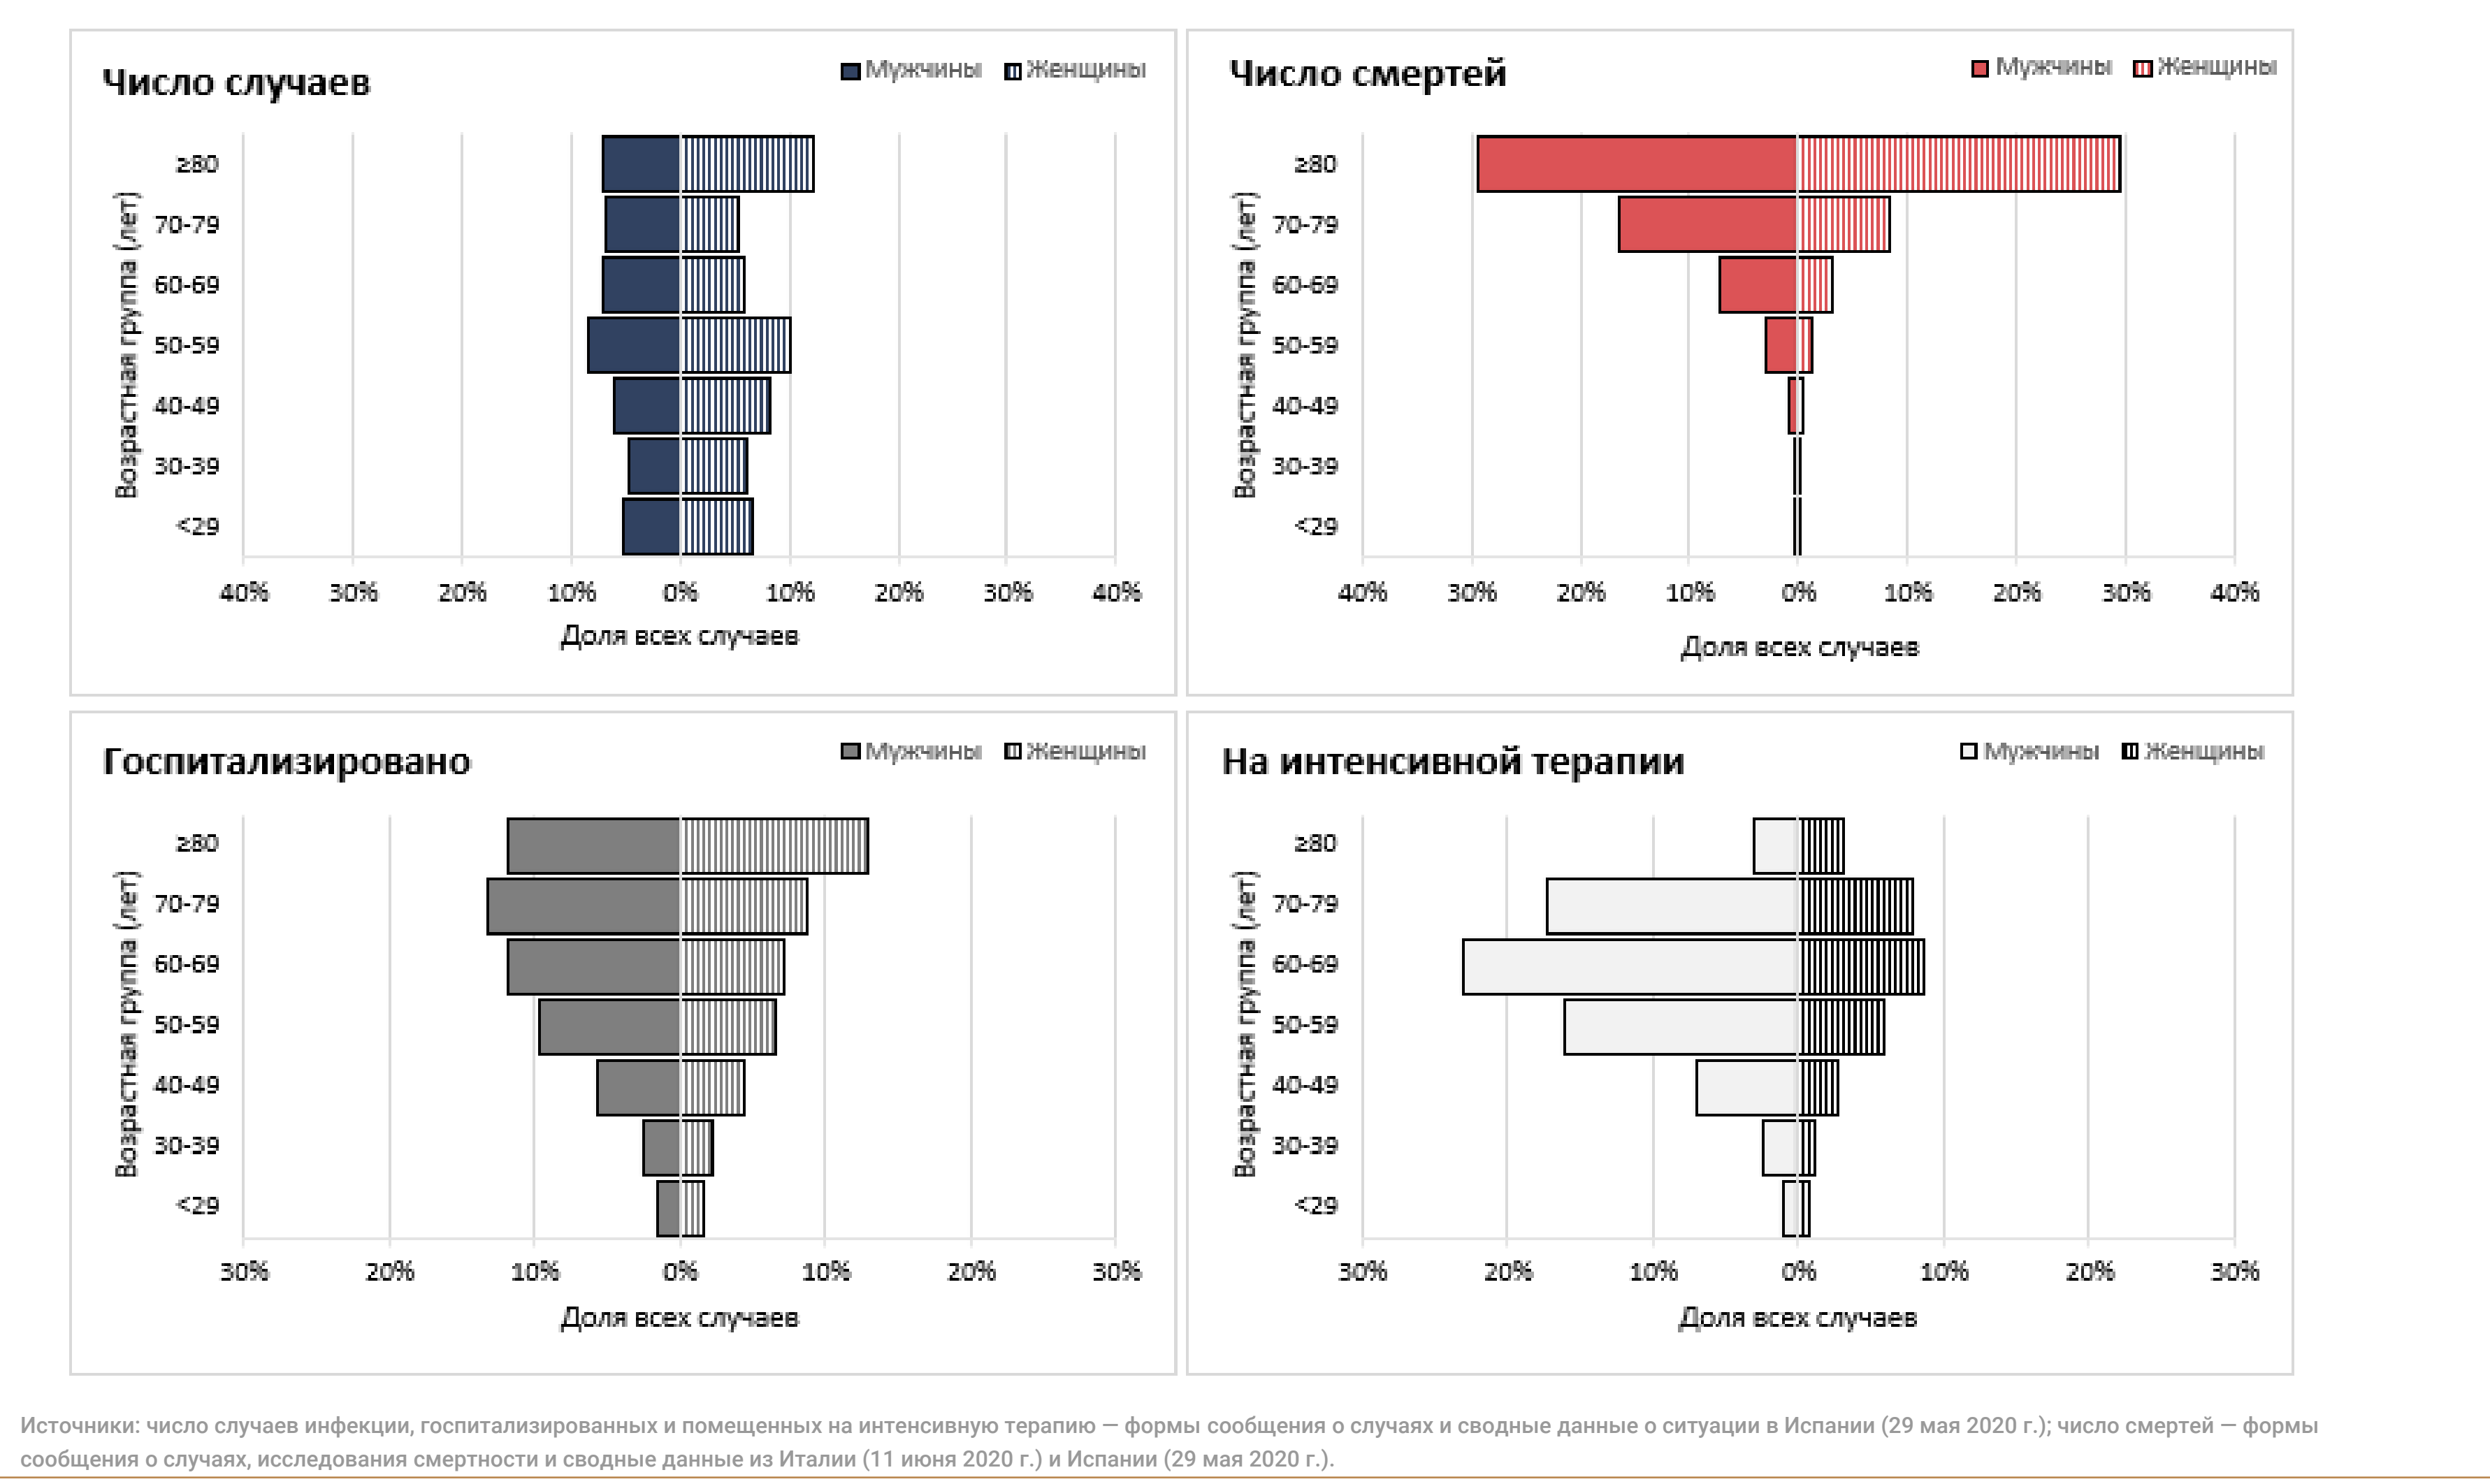 Число случаев
Мужчины Женщины
Возрастная группа (лет)
≥80
70-79
60-69
50-59
40-49
30-39
<29
40% 30% 20% 10% 0% 10% 20% 30% 40%
Доля всех случаев
Число смертей
Мужчины Женщины
Возрастная группа (лет)
≥80
70-79
60-69
50-59
40-49
30-39
<29
40% 30% 20% 10% 0% 10% 20% 30% 40%
Доля всех случаев
Госпитализировано
Мужчины Женщины
Возрастная группа (лет)
≥80
70-79
60-69
50-59
40-49
30-39
<29
30% 20% 10% 0% 10% 20% 30%
Доля всех случаев
На интенсивной терапии
Мужчины Женщины
Возрастная группа (лет)
≥80
70-79
60-69
50-59
40-49
30-39
<29
30% 20% 10% 0% 10% 20% 30%
Доля всех случаев
Источники: число случаев инфекции, госпитализированных и помещенных на интенсивную терапию — формы сообщения о случаях и сводные данные о ситуации в Испании (29 мая 2020 г.); число смертей — формы
сообщения о случаях, исследования смертности и сводные данные из Италии (11 июня 2020 г.) и Испании (29 мая 2020 г.).